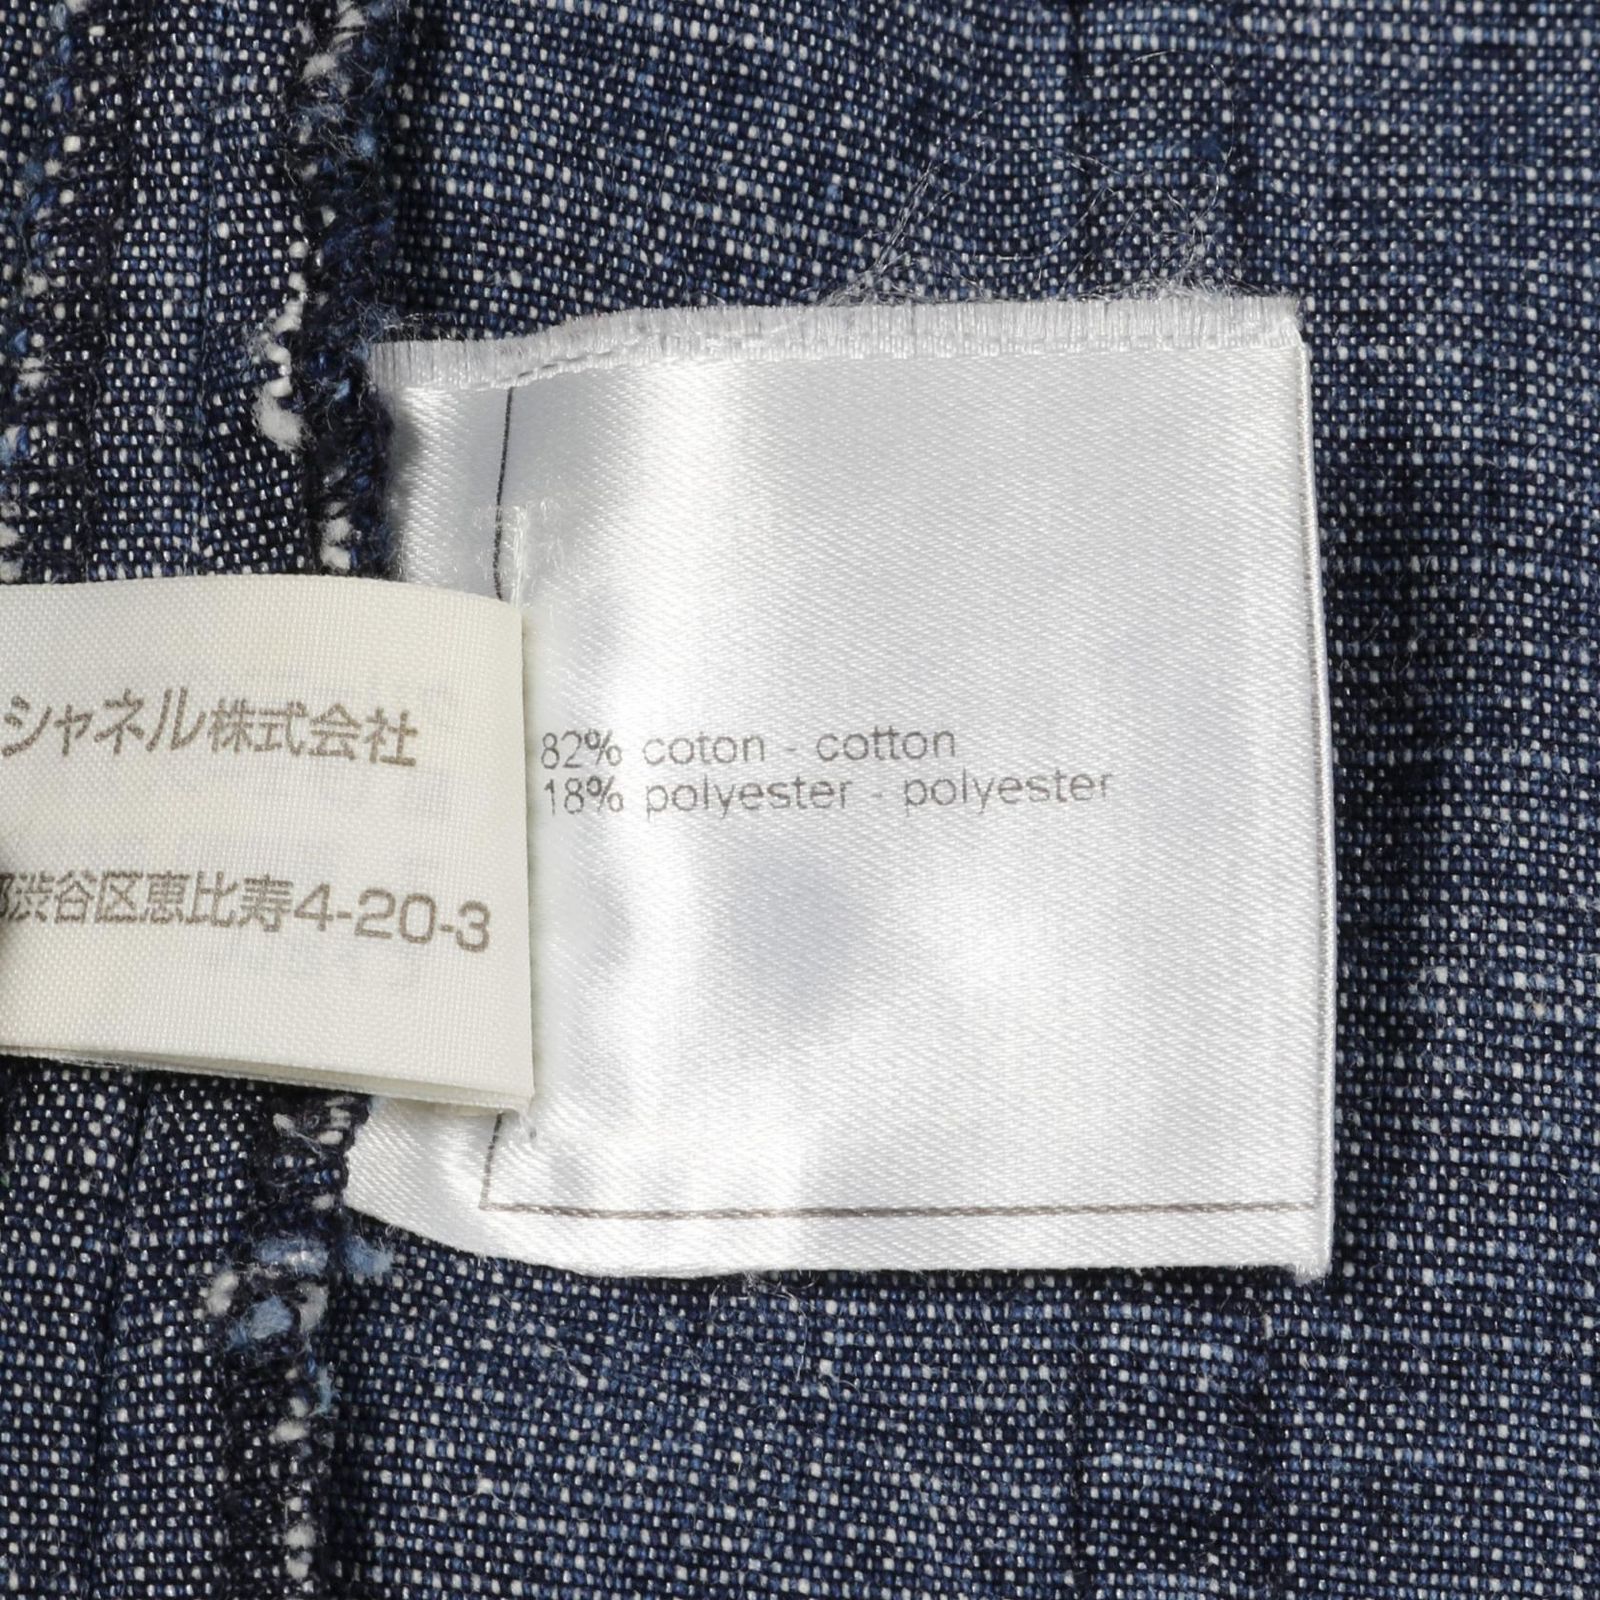 シャネル株式会社
渋谷区恵比寿4-20-3
82% coton - cotton
18% polyester - polyester